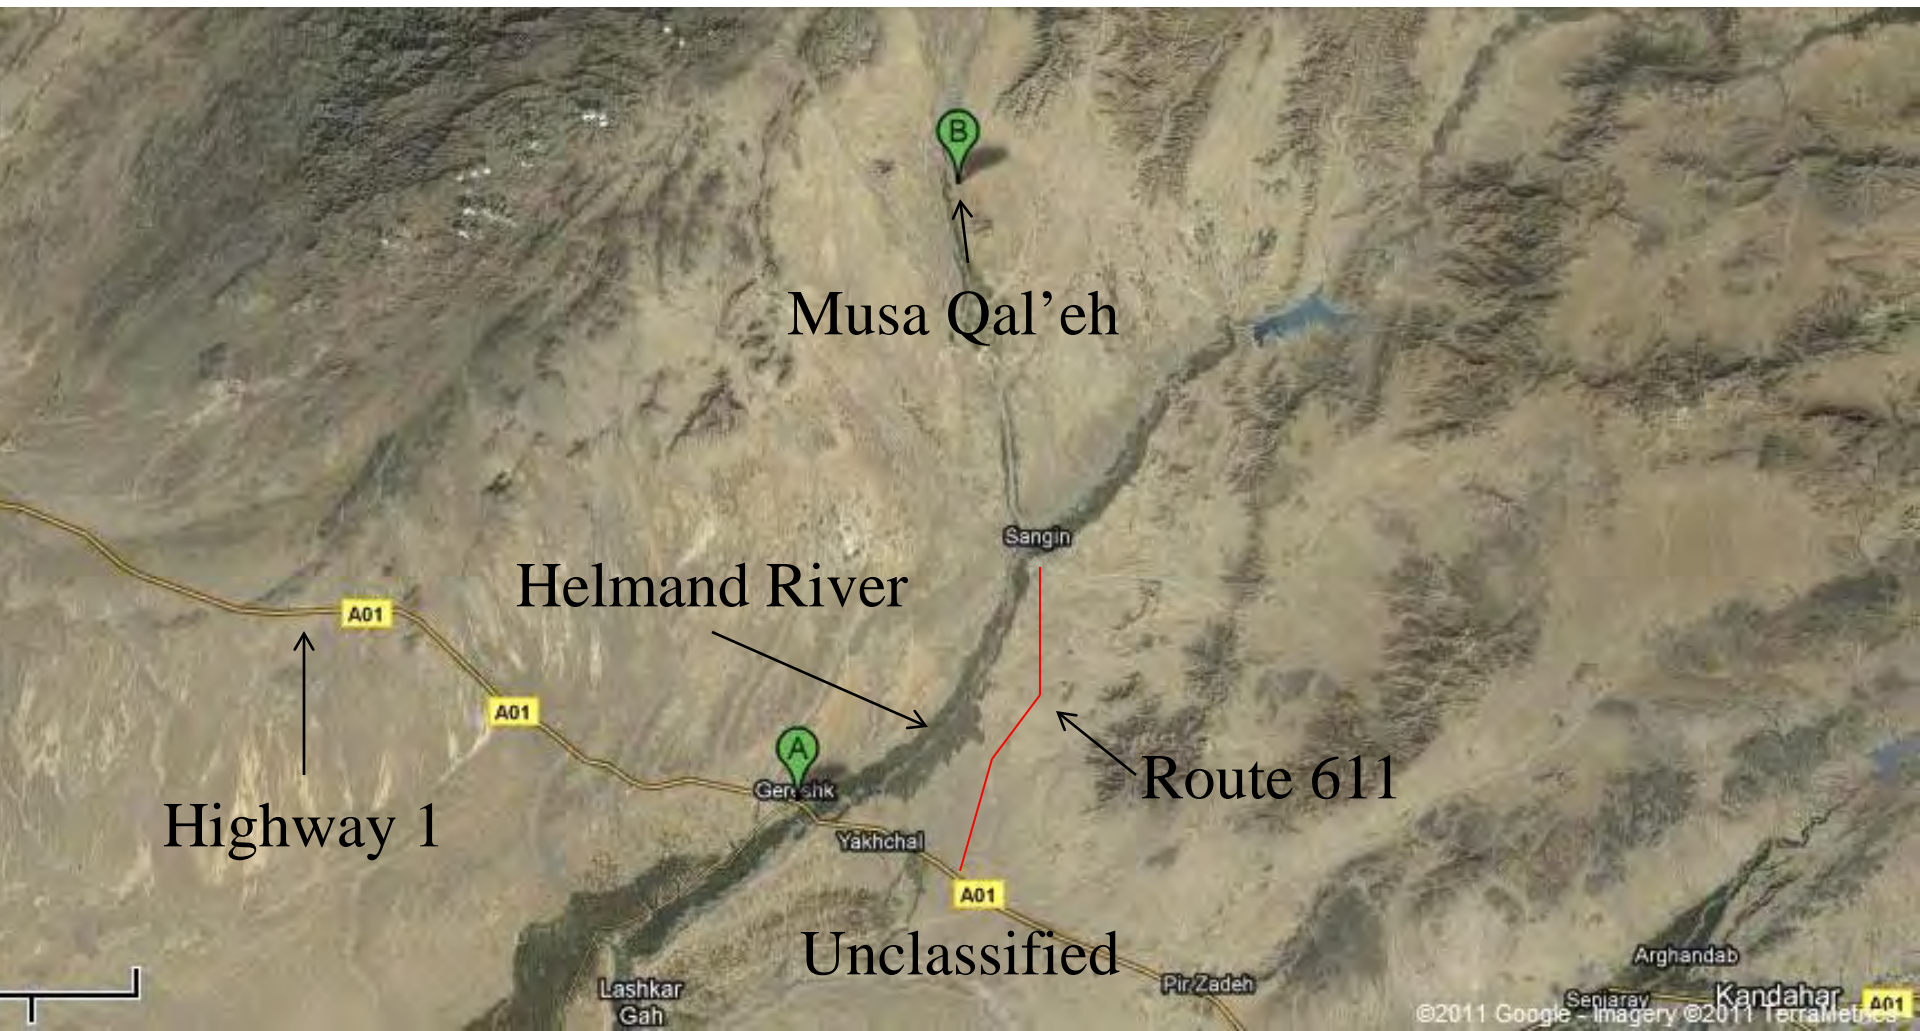 B
Musa Qal’eh
Sangin
Helmand River
A01
A01
A
Gereshk
Route 611
Highway 1
Yakhchal
A01
Unclassified
Arghandab
Pir Zadeh
Lashkar
Gah
Senjaray
Kandahar
A01
©2011 Google - Imagery ©2011 TerraMetrics